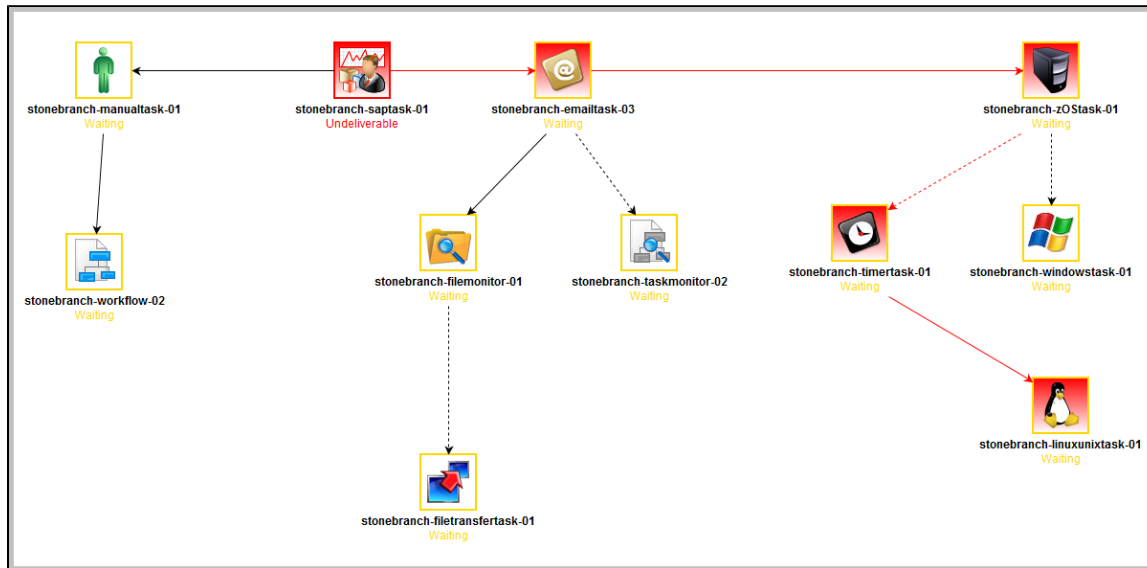 stonebranch-manualtask-01
Waiting
stonebranch-saptask-01
Undeliverable
@
stonebranch-emailtask-03
Waiting
stonebranch-zOStask-01
Waiting
stonebranch-workflow-02
Waiting
stonebranch-filemonitor-01
Waiting
stonebranch-taskmonitor-02
Waiting
stonebranch-timertask-01
Waiting
stonebranch-windowstask-01
Waiting
stonebranch-linuxunixtask-01
Waiting
stonebranch-filetransfertask-01
Waiting